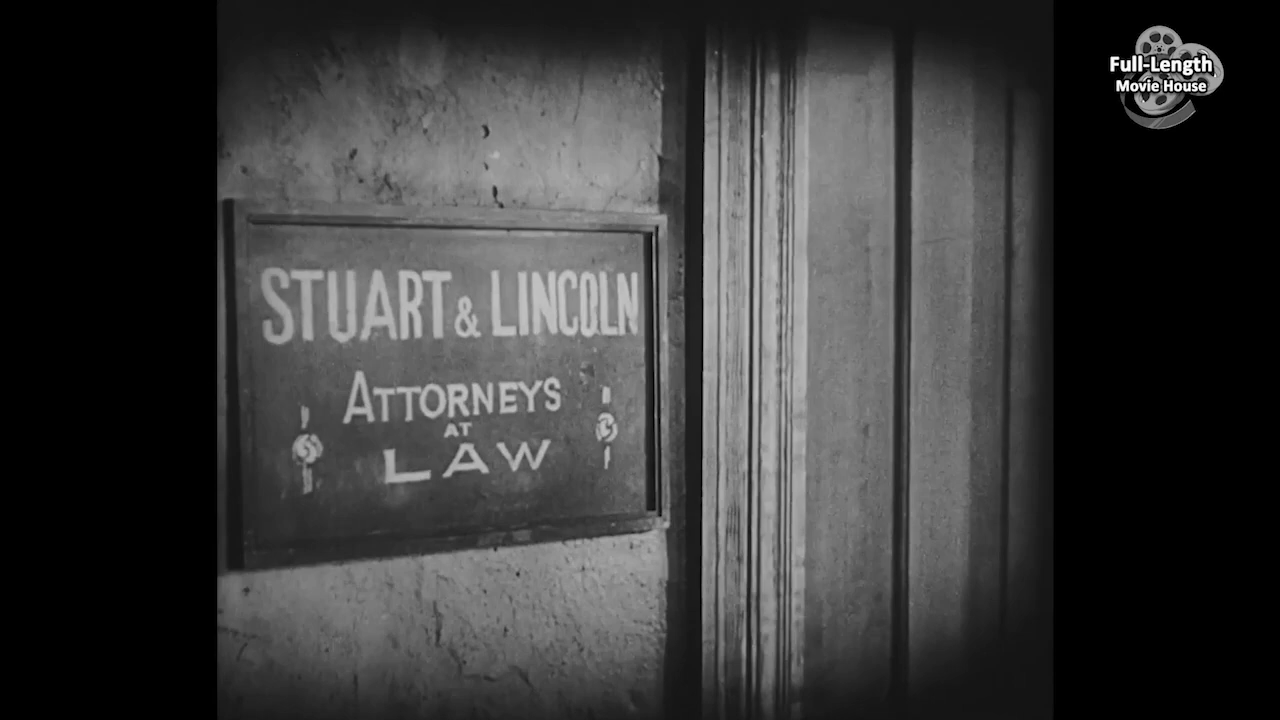 Full-Length
Movie House
STUART & LINCOLN
ATTORNEYS
AT
LAW